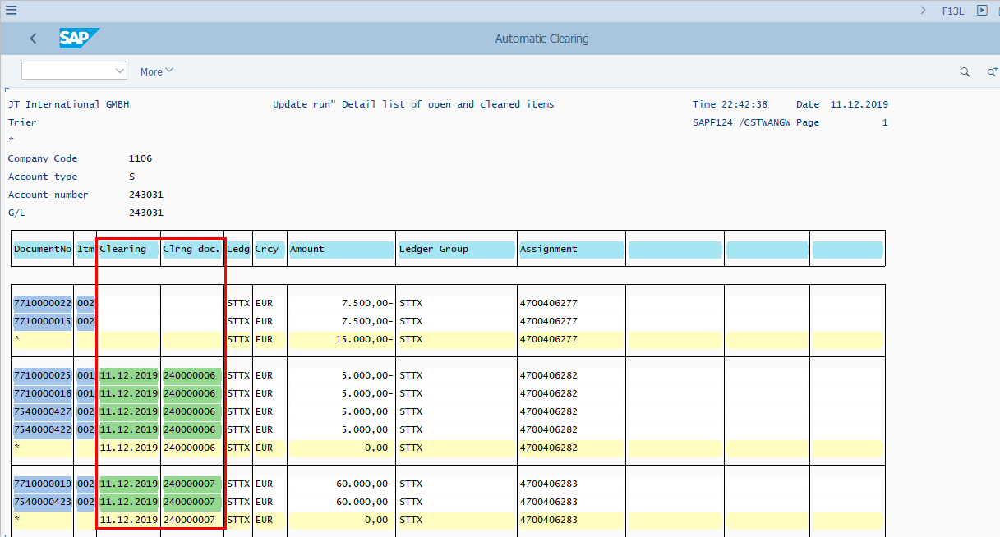 F13L
SAP Automatic Clearing
More
JT International GMBH Update run" Detail list of open and cleared items Time 22:42:38 Date 11.12.2019
Trier SAPF124 /CSTWANGW Page 1
*
Company Code 1106
Account type S
Account number 243031
G/L 243031
DocumentNo Itm Clearing Clrng doc. Ledg Crcy Amount Ledger Group Assignment
7710000022 002 STTX EUR 7.500,00- STTX 4700406277
7710000015 002 STTX EUR 7.500,00- STTX 4700406277
* STTX EUR 15.000,00- STTX 4700406277
7710000025 001 11.12.2019 240000006 STTX EUR 5.000,00- STTX 4700406282
7710000016 001 11.12.2019 240000006 STTX EUR 5.000,00- STTX 4700406282
7540000427 002 11.12.2019 240000006 STTX EUR 5.000,00 STTX 4700406282
7540000422 002 11.12.2019 240000006 STTX EUR 5.000,00 STTX 4700406282
* 11.12.2019 240000006 STTX EUR 0,00 STTX 4700406282
7710000019 002 11.12.2019 240000007 STTX EUR 60.000,00- STTX 4700406283
7540000423 002 11.12.2019 240000007 STTX EUR 60.000,00 STTX 4700406283
* 11.12.2019 240000007 STTX EUR 0,00 STTX 4700406283